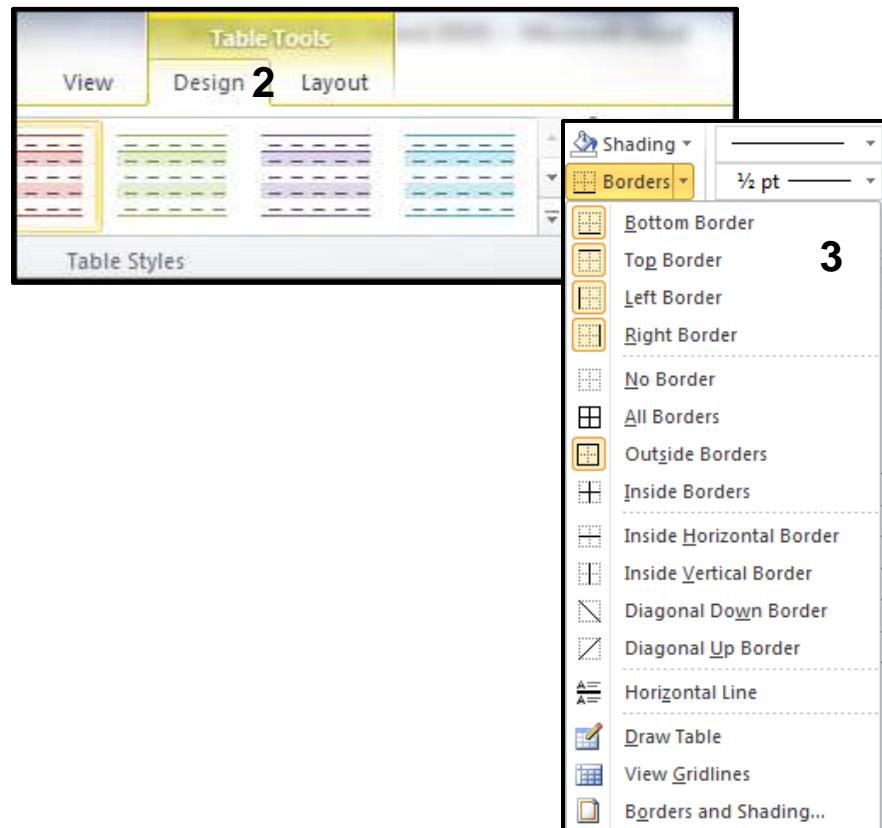 Table Tools
View Design 2 Layout
Table Styles
Shading
Borders ½ pt
Bottom Border
3
Top Border
Left Border
Right Border
No Border
All Borders
Outside Borders
Inside Borders
Inside Horizontal Border
Inside Vertical Border
Diagonal Down Border
Diagonal Up Border
Horizontal Line
Draw Table
View Gridlines
Borders and Shading...